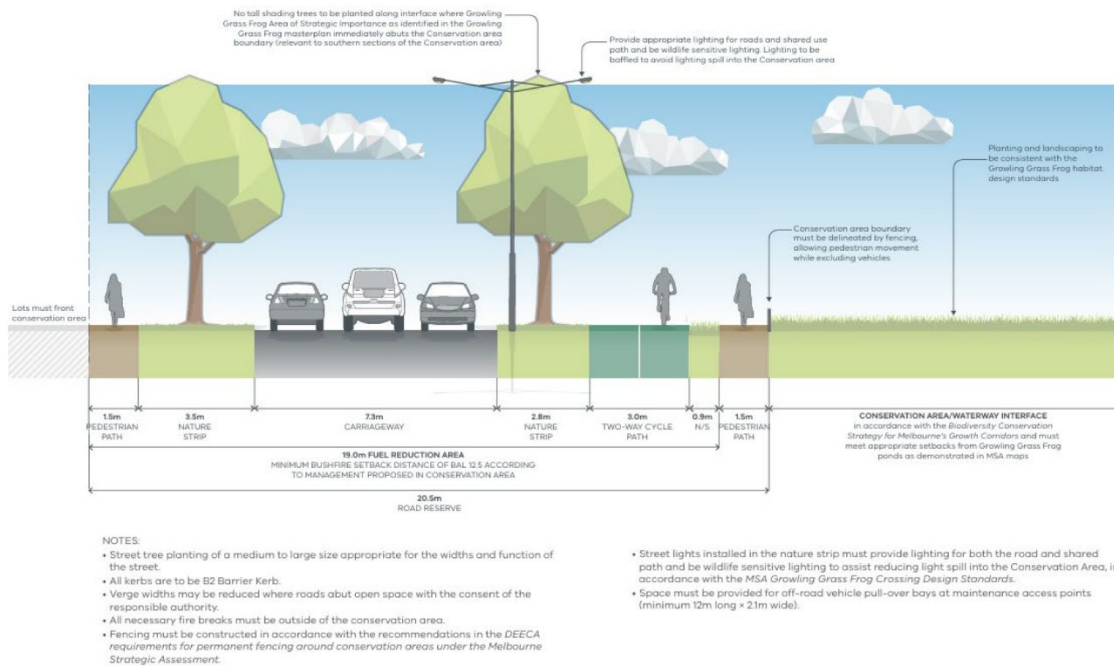 No tall shading trees to be planted along interface where Growling
Grass Frog Area of Strategic Importance as identified in the Growling
Grass Frog masterplan immediately abuts the Conservation area
boundary (relevant to southern sections of the Conservation area)
Provide appropriate lighting for roads and shared use
path and be wildlife sensitive lighting. Lighting to be
baffled to avoid lighting spill into the Conservation area
Planting and landscaping to
be consistent with the
Growling Grass Frog habitat
design standards
Conservation area boundary
must be delineated by fencing,
allowing pedestrian movement
while excluding vehicles
Lots must front
conservation area
1.5m
PEDESTRIAN
PATH
3.5m
NATURE
STRIP
7.3m
CARRIAGEWAY
2.8m
NATURE
STRIP
3.0m
TWO-WAY CYCLE
PATH
0.9m
N/S
1.5m
PEDESTRIAN
PATH
CONSERVATION AREA/WATERWAY INTERFACE
in accordance with the Biodiversity Conservation
Strategy for Melbourne's Growth Corridors and must
meet appropriate setbacks from Growling Grass Frog
ponds as demonstrated in MSA maps
19.0m FUEL REDUCTION AREA
MINIMUM BUSHFIRE SETBACK DISTANCE OF BAL 12.5 ACCORDING
TO MANAGEMENT PROPOSED IN CONSERVATION AREA
20.5m
ROAD RESERVE
NOTES:
• Street tree planting of a medium to large size appropriate for the widths and function of
the street.
• All kerbs are to be B2 Barrier Kerb.
• Verge widths may be reduced where roads abut open space with the consent of the
responsible authority.
• All necessary fire breaks must be outside of the conservation area.
• Fencing must be constructed in accordance with the recommendations in the DEECA
requirements for permanent fencing around conservation areas under the Melbourne
Strategic Assessment.
• Street lights installed in the nature strip must provide lighting for both the road and shared
path and be wildlife sensitive lighting to assist reducing light spill into the Conservation Area, i
accordance with the MSA Growling Grass Frog Crossing Design Standards.
• Space must be provided for off-road vehicle pull-over bays at maintenance access points
(minimum 12m long × 2.1m wide).